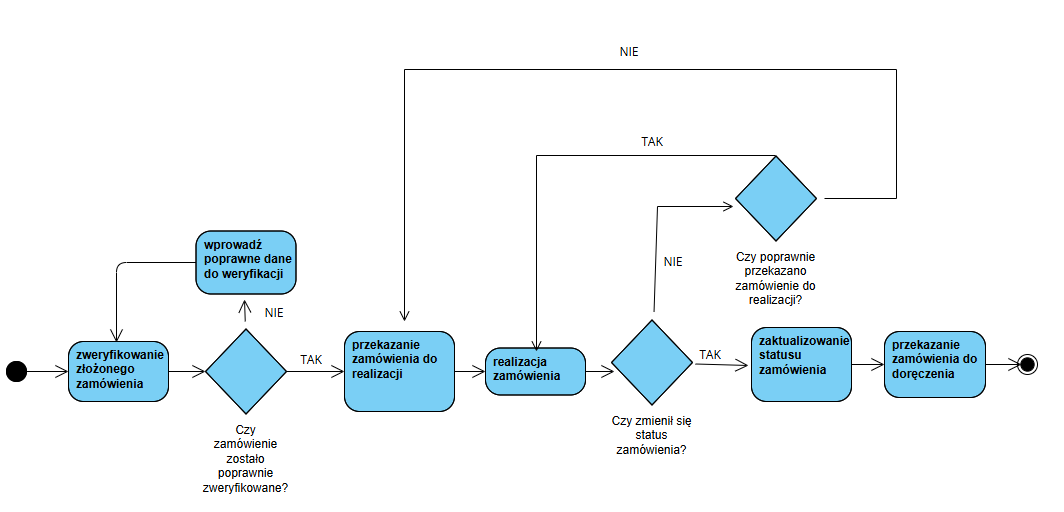 NIE
TAK
Czy poprawnie
przekazano
zamówienie do
realizacji?
NIE
wprowadź
poprawne dane
do weryfikacji
NIE
zweryfikowanie
złożonego
zamówienia
TAK
Czy
zamówienie
zostało
poprawnie
zweryfikowane?
przekazanie
zamówienia do
realizacji
realizacja
zamówienia
Czy zmienił się
status
zamówienia?
TAK
zaktualizowanie
statusu
zamówienia
przekazanie
zamówienia do
doręczenia